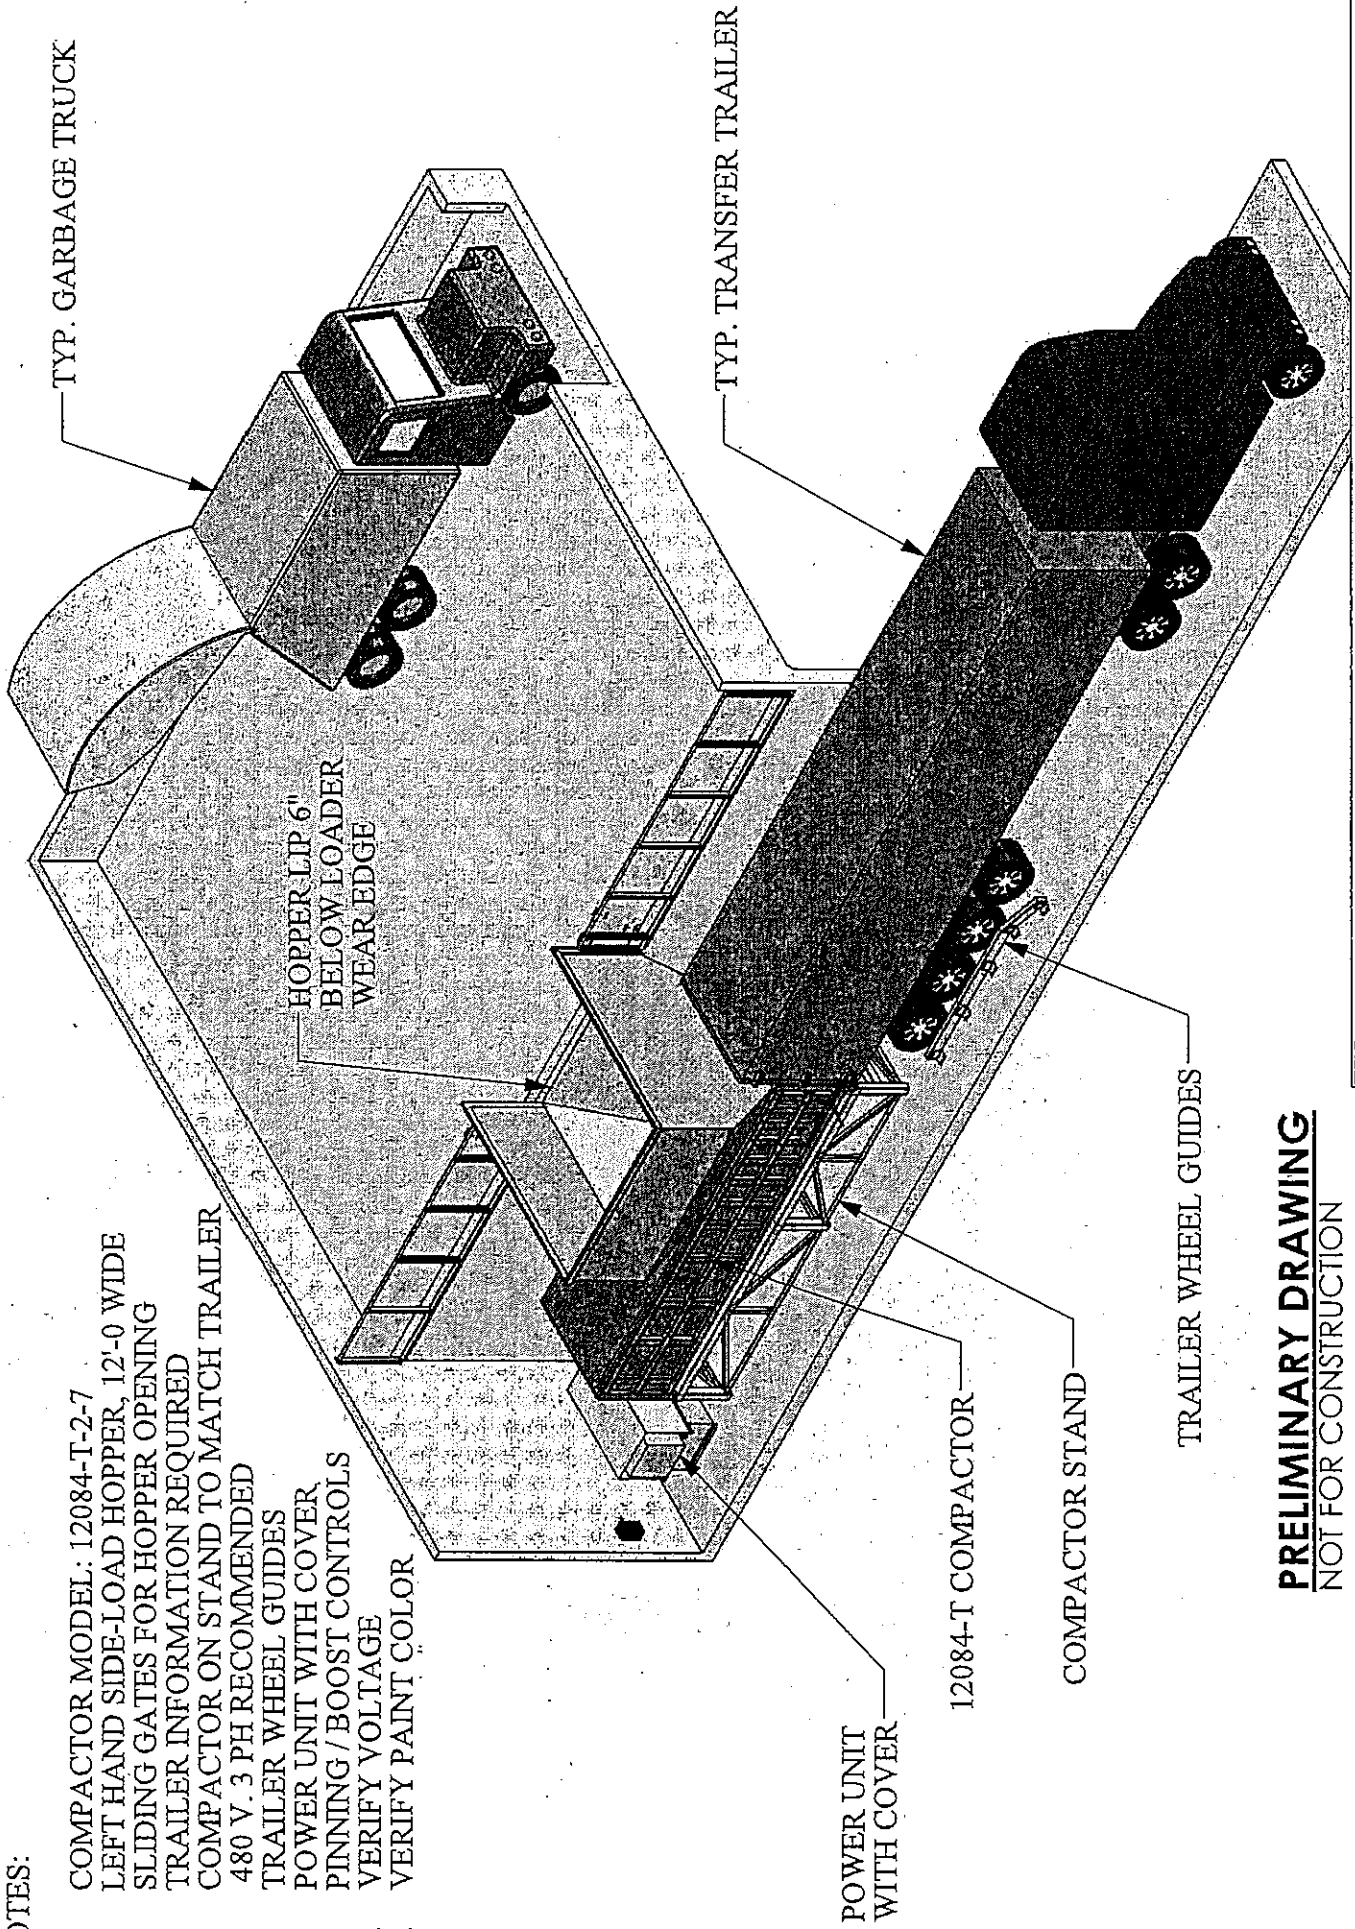 OTES:
COMPACTOR MODEL: 12084-T-2-7
LEFT HAND SIDE-LOAD HOPPER, 12'-0 WIDE
SLIDING GATES FOR HOPPER OPENING
TRAILER INFORMATION REQUIRED
COMPACTOR ON STAND TO MATCH TRAILER
480 V. 3 PH RECOMMENDED
TRAILER WHEEL GUIDES
POWER UNIT WITH COVER
PINNING / BOOST CONTROLS
VERIFY VOLTAGE
VERIFY PAINT COLOR
TYP. GARBAGE TRUCK
HOPPER LIP 6"
BELOW LOADER
WEAR EDGE
TYP. TRANSFER TRAILER
POWER UNIT
WITH COVER
12084-T COMPACTOR
COMPACTOR STAND
TRAILER WHEEL GUIDES
PRELIMINARY DRAWING
NOT FOR CONSTRUCTION